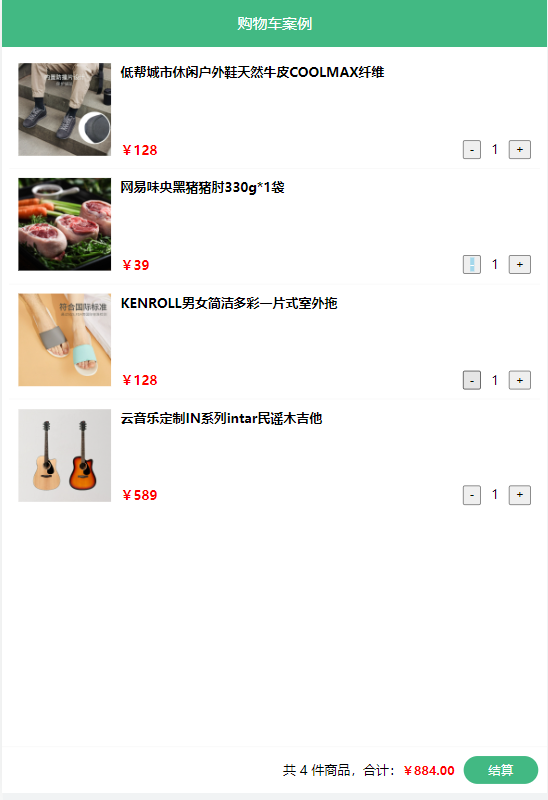 购物车案例
低帮城市休闲户外鞋天然牛皮COOLMAX纤维
￥128
- 1 +
网易味央黑猪猪肘330g*1袋
￥39
1 +
符合国际标准
KENROLL男女简洁多彩一片式室外拖
￥128
- 1 +
云音乐定制IN系列intar民谣木吉他
￥589
- 1 +
共 4 件商品，合计：￥884.00 结算